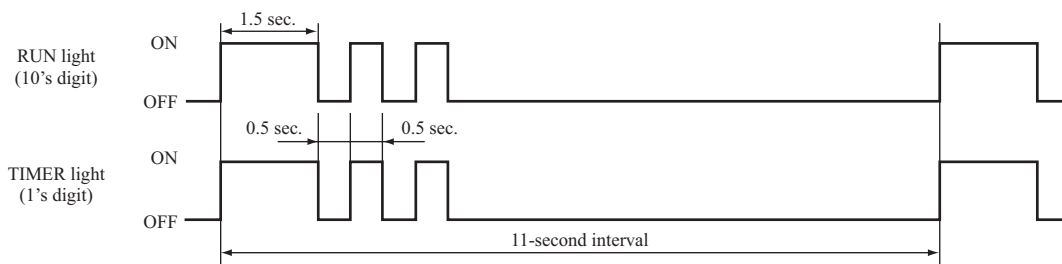 1.5 sec.
RUN light
(10’s digit)
ON
OFF
0.5 sec.
0.5 sec.
TIMER light
(1’s digit)
ON
OFF
11-second interval